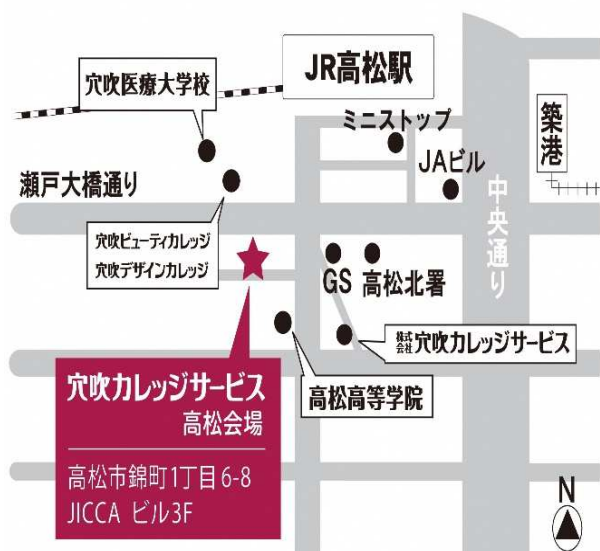 JR高松駅
穴吹医療大学校
ミニストップ
築港
JAビル
瀬戸大橋通り
中央通り
穴吹ビューティカレッジ
穴吹デザインカレッジ
GS
高松北署
株式会社穴吹カレッジサービス
高松高等学院
穴吹カレッジサービス
高松会場
高松市錦町1丁目6-8
JICCA ビル3F
N